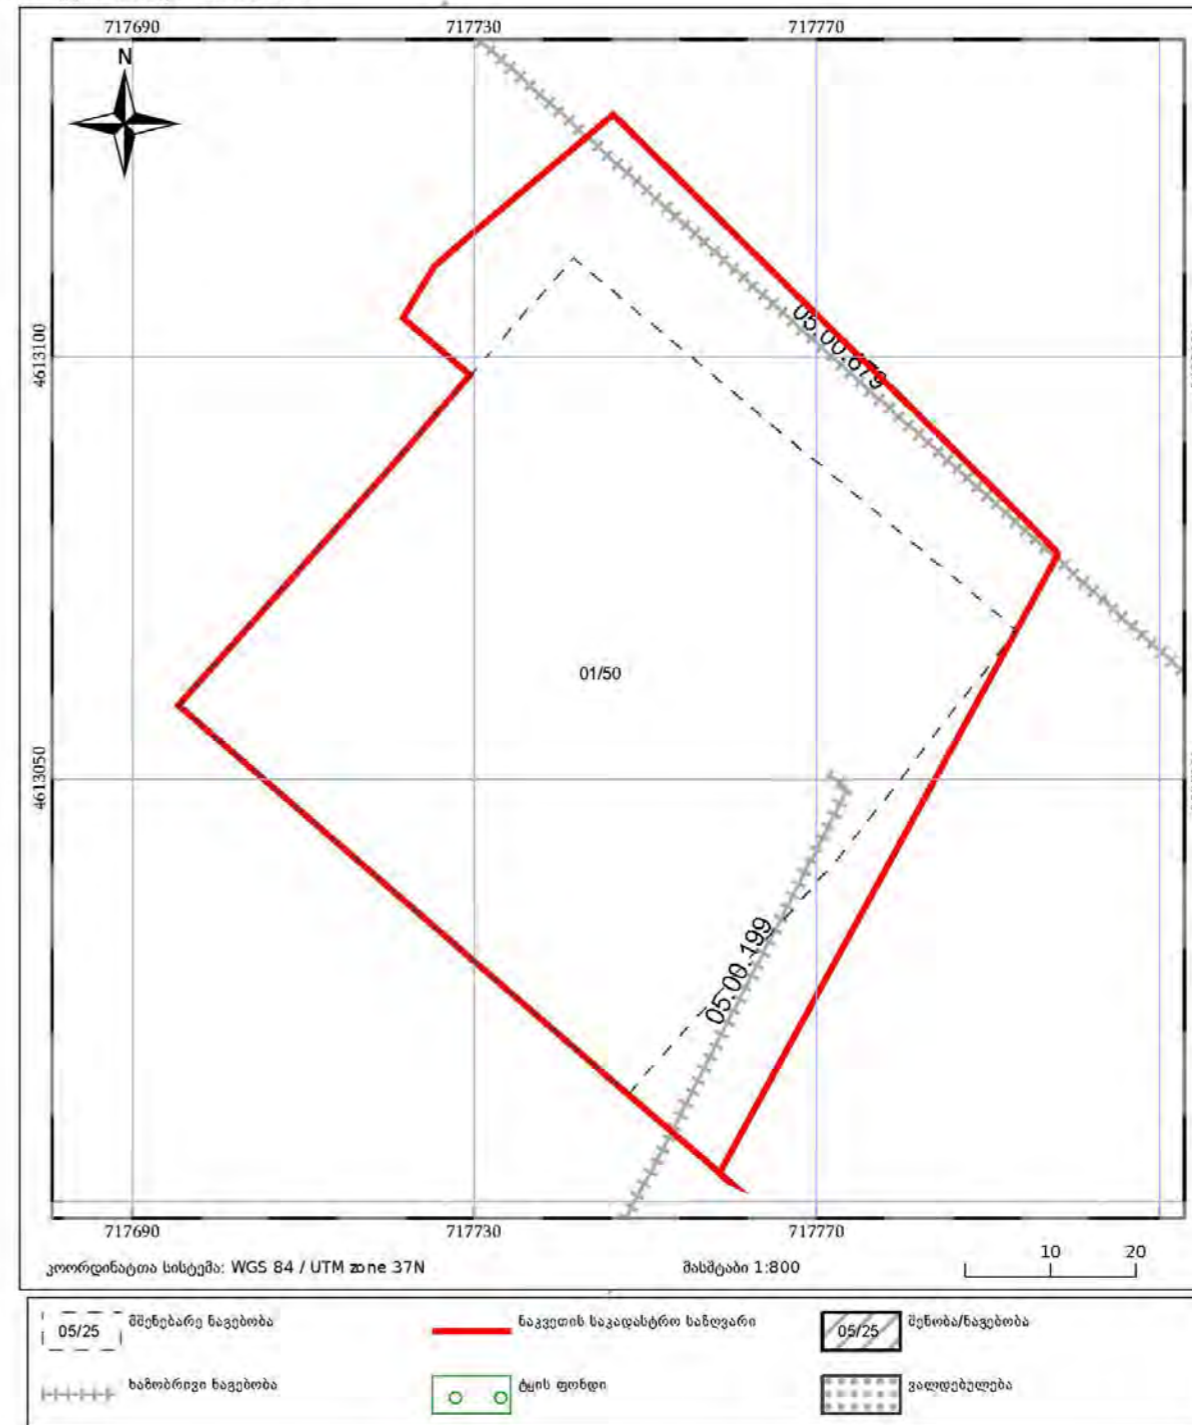 717690 717730 717770
N
4613100
05.00.679
01/50
4613050
05.00.199
717690 717730 717770
კოორდინატთა სისტემა: WGS 84 / UTM zone 37N
მასშტაბი 1:800
10 20
05/25 მშენებარე ნაგებობა
ნაკვეთის საკადასტრო საზღვარი
05/25 შენობა/ნაგებობა
ხაზობრივი ნაგებობა
ტყის ფონდი
ვალდებულება